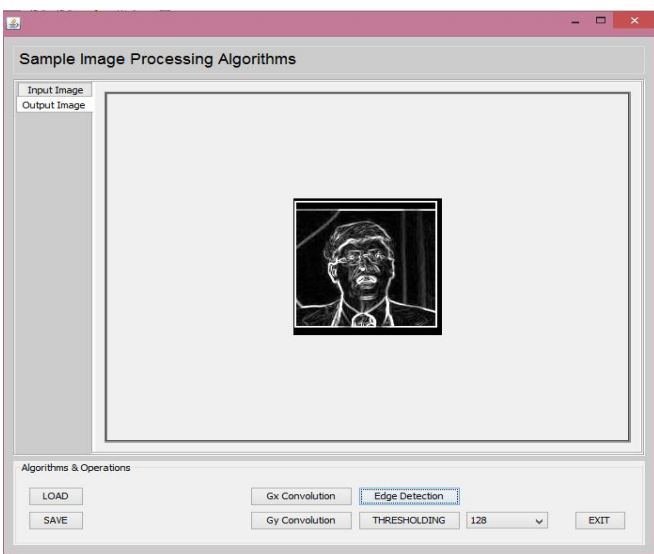 Sample Image Processing Algorithms
Input Image
Output Image
Algorithms & Operations
LOAD
Gx Convolution
Edge Detection
SAVE
Gy Convolution
THRESHOLDING
128
EXIT